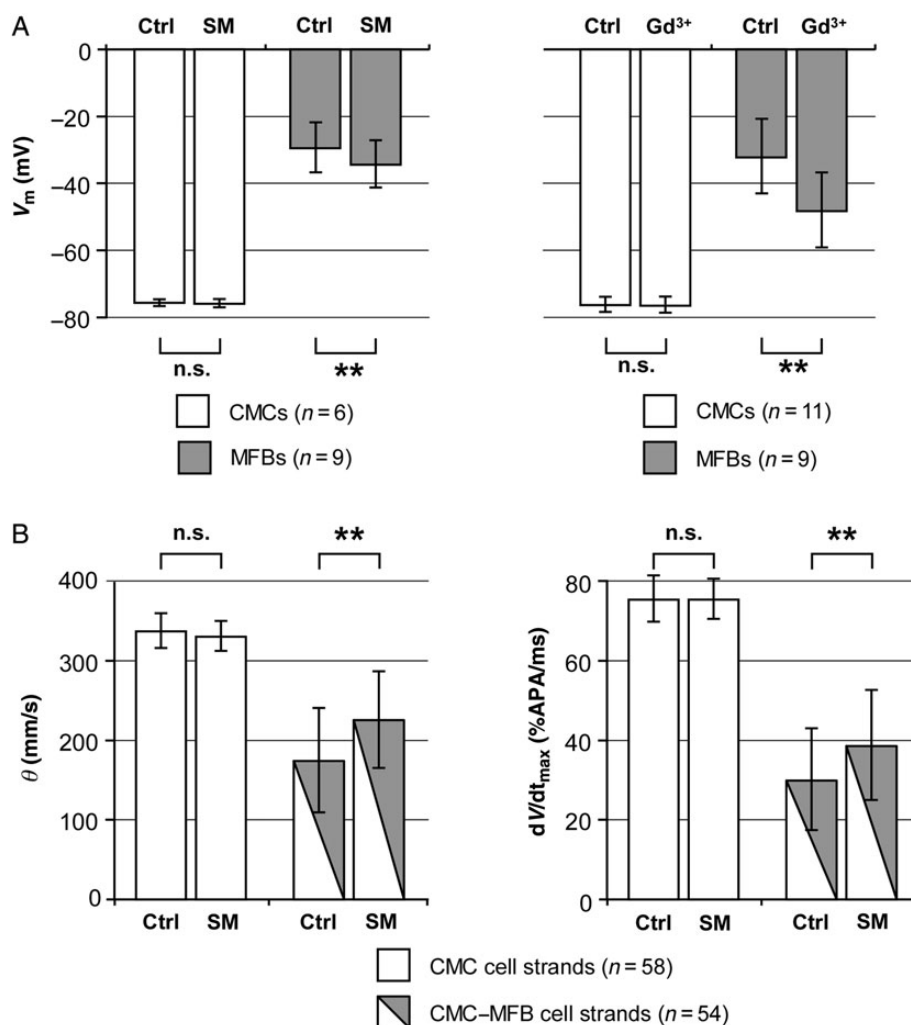 A
Ctrl SM Ctrl SM
Ctrl Gd³⁺ Ctrl Gd³⁺
0
−20
−40
−60
−80
V_m (mV)
n.s. **
n.s. **
CMCs (n = 6)
MFBs (n = 9)
CMCs (n = 11)
MFBs (n = 9)
B
n.s. **
n.s. **
400
300
200
100
0
θ (mm/s)
Ctrl SM Ctrl SM
80
60
40
20
0
dV/dt_max (%APA/ms)
Ctrl SM Ctrl SM
CMC cell strands (n = 58)
CMC–MFB cell strands (n = 54)